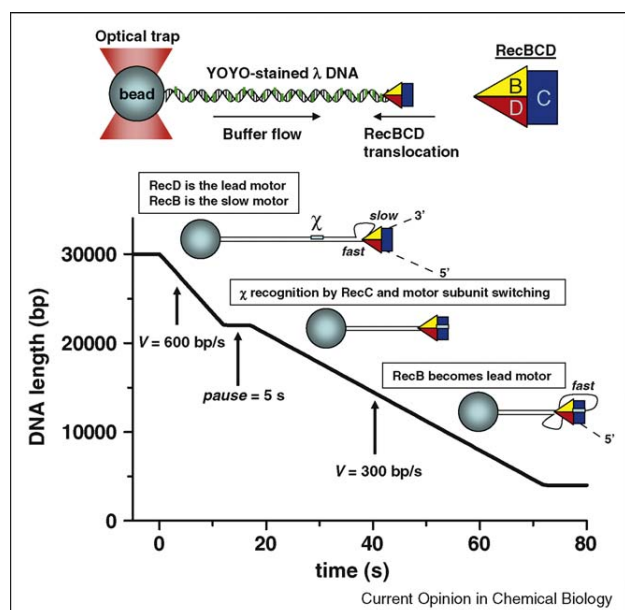 Optical trap
bead
YOYO-stained λ DNA
Buffer flow
RecBCD
translocation
RecBCD
B
D
C
RecD is the lead motor
RecB is the slow motor
χ
slow
3’
fast
5’
χ recognition by RecC and motor subunit switching
RecB becomes lead motor
fast
5’
V = 600 bp/s
pause = 5 s
V = 300 bp/s
DNA length (bp)
30000
20000
10000
0
0
20
40
60
80
time (s)
Current Opinion in Chemical Biology